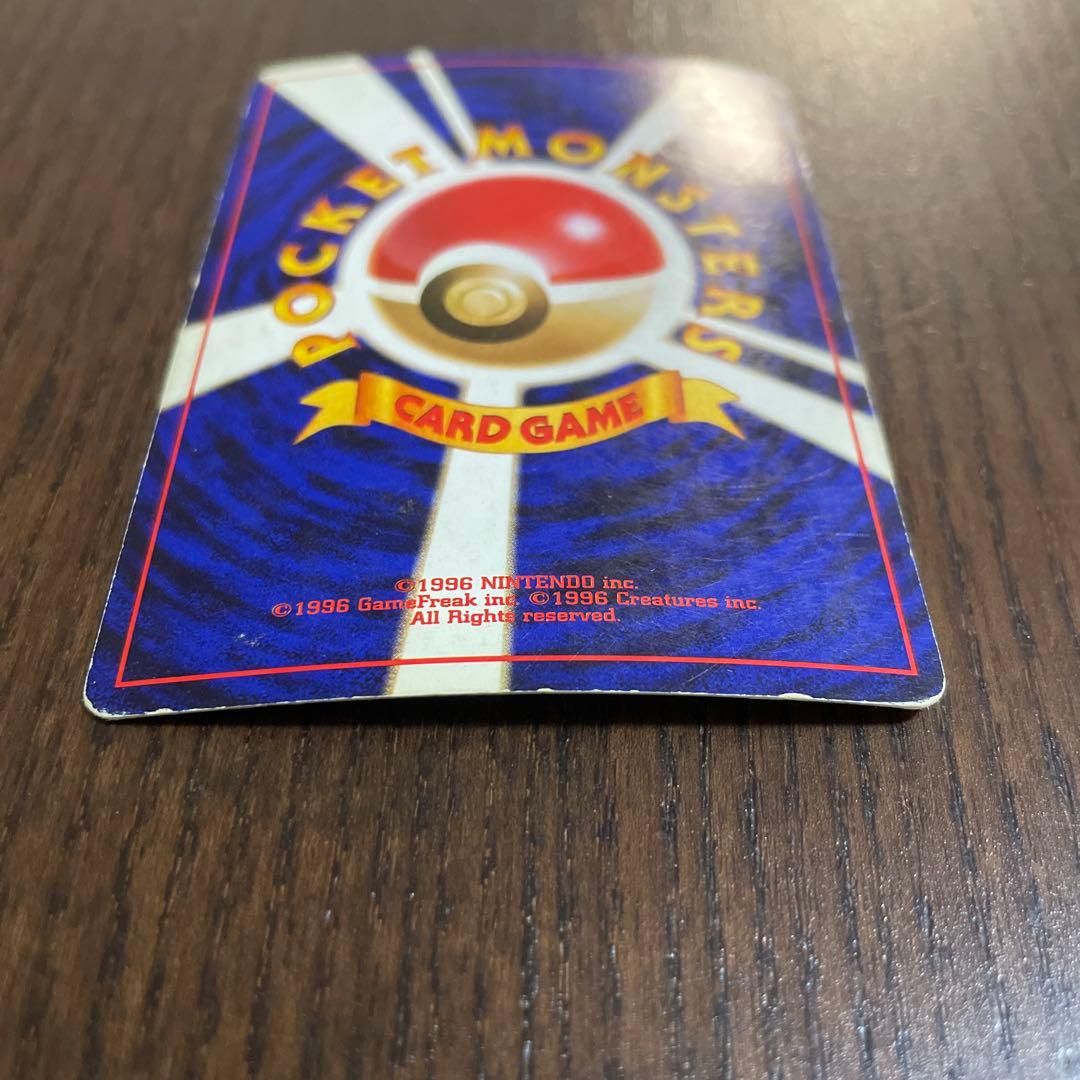 POCKET MONSTERS
CARD GAME
©1996 NINTENDO inc.
©1996 GameFreak inc. ©1996 Creatures inc.
All Rights reserved.